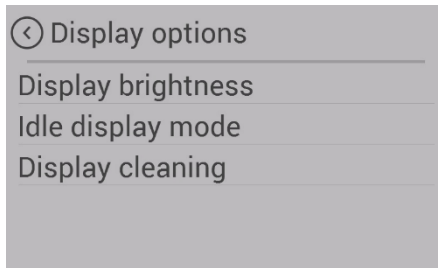 Display options
Display brightness
Idle display mode
Display cleaning